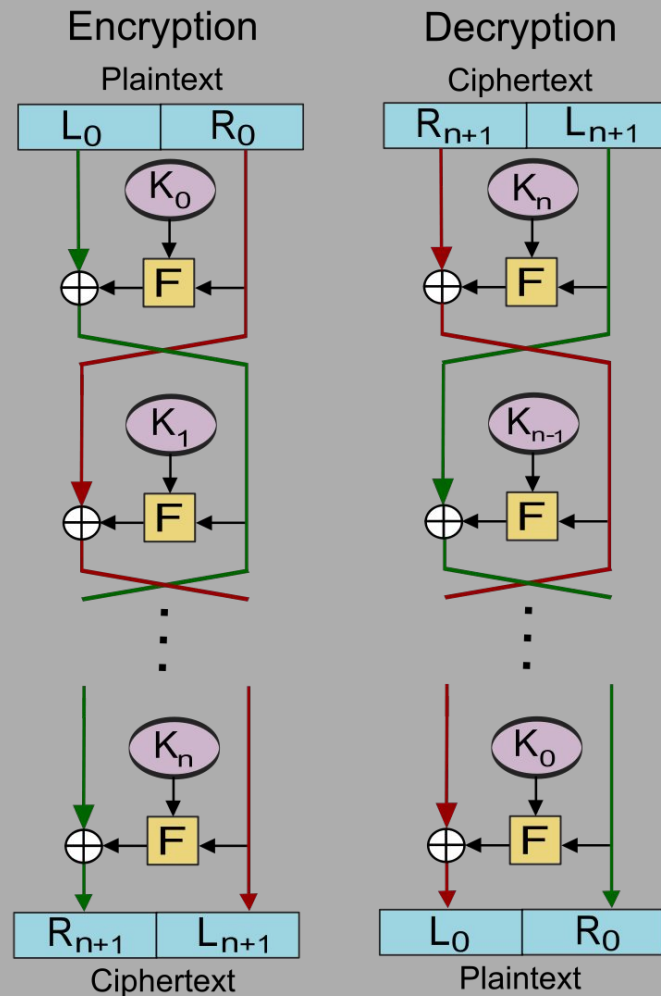 Encryption
Plaintext
L0 R0
K0
F
K1
F
Kn
F
Rn+1 Ln+1
Ciphertext
Decryption
Ciphertext
Rn+1 Ln+1
Kn
F
Kn-1
F
K0
F
L0 R0
Plaintext